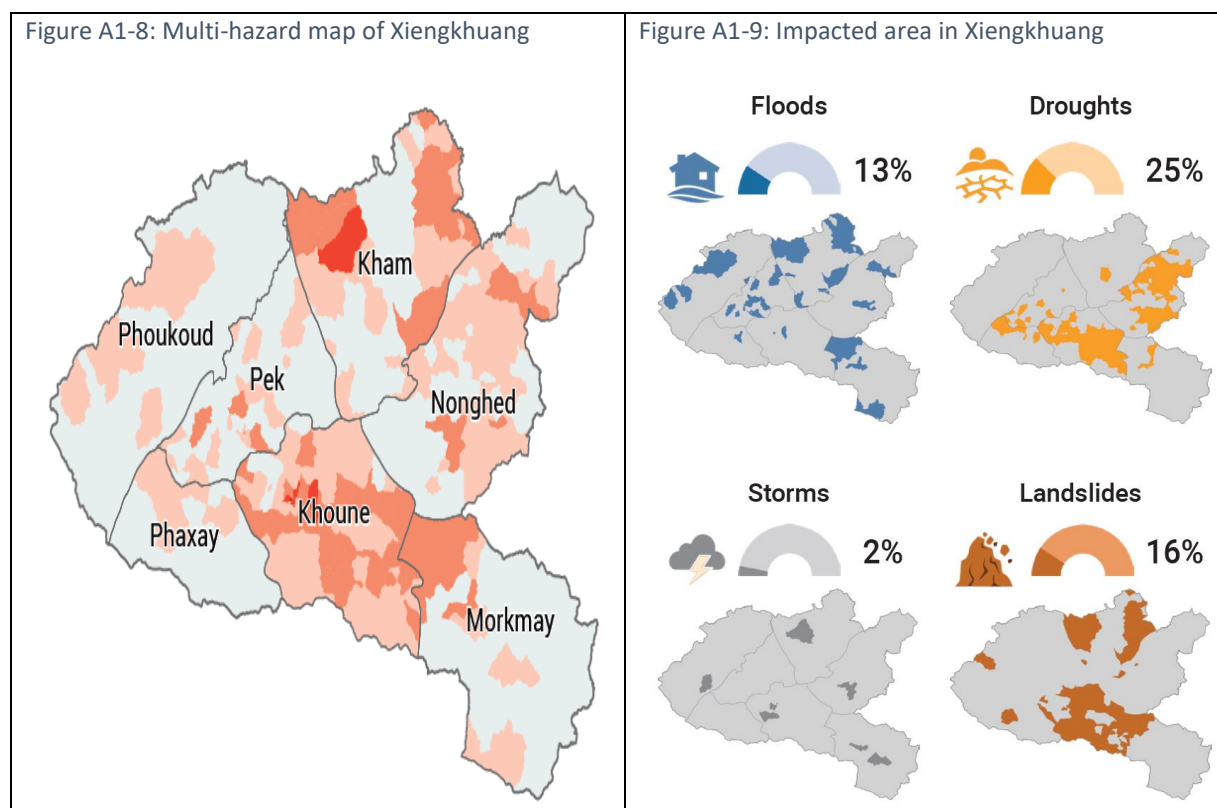 Figure A1-8: Multi-hazard map of Xiengkhuang
Kham
Phoukoud
Pek
Nonghed
Khoune
Phaxay
Morkmay
Figure A1-9: Impacted area in Xiengkhuang
Floods
13%
Droughts
25%
Storms
2%
Landslides
16%